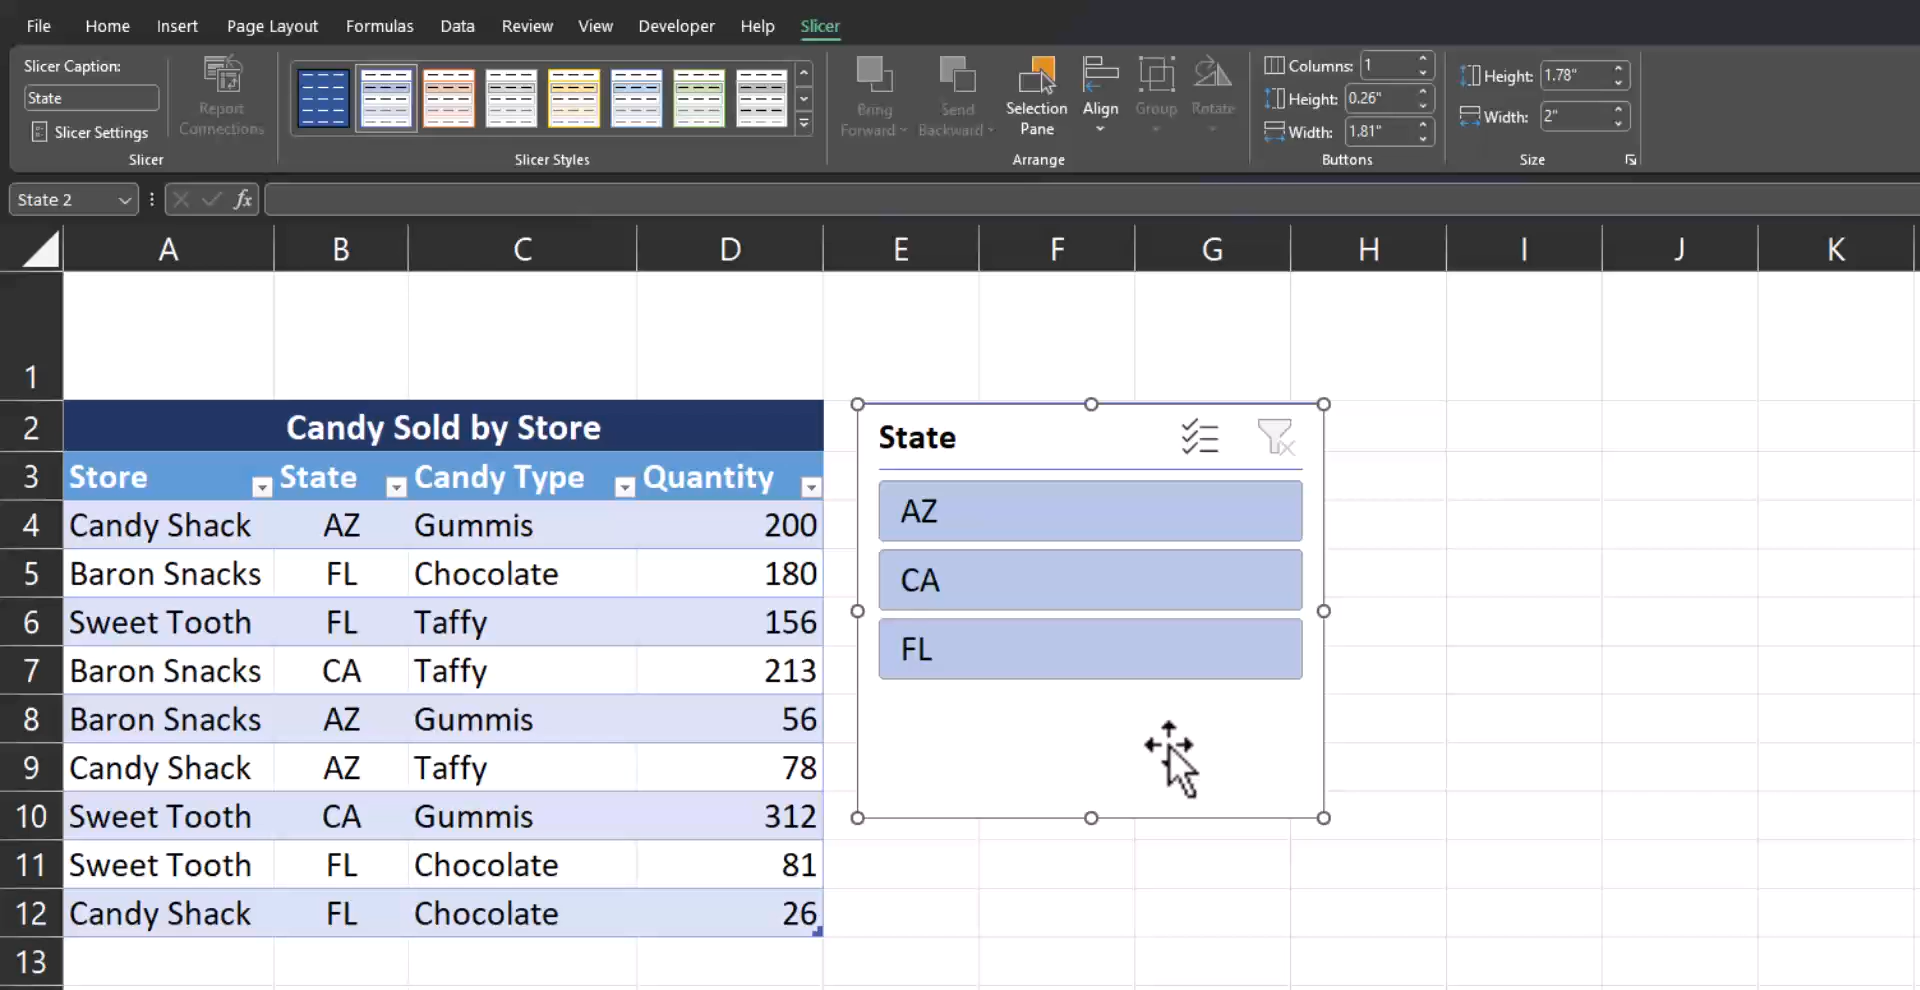 File Home Insert Page Layout Formulas Data Review View Developer Help Slicer
Slicer Caption:
State
Slicer Settings
Slicer
Report
Connections
Slicer Styles
Bring
Forward
Send
Backward
Selection
Pane
Align
Group
Rotate
Arrange
Columns: 1
Height: 0.26"
Width: 1.81"
Buttons
Height: 1.78"
Width: 2"
Size
State 2 fx
A B C D E F G H I J K
1
2 Candy Sold by Store
3 Store State Candy Type Quantity
4 Candy Shack AZ Gummis 200
5 Baron Snacks FL Chocolate 180
6 Sweet Tooth FL Taffy 156
7 Baron Snacks CA Taffy 213
8 Baron Snacks AZ Gummis 56
9 Candy Shack AZ Taffy 78
10 Sweet Tooth CA Gummis 312
11 Sweet Tooth FL Chocolate 81
12 Candy Shack FL Chocolate 26
13
State
AZ
CA
FL